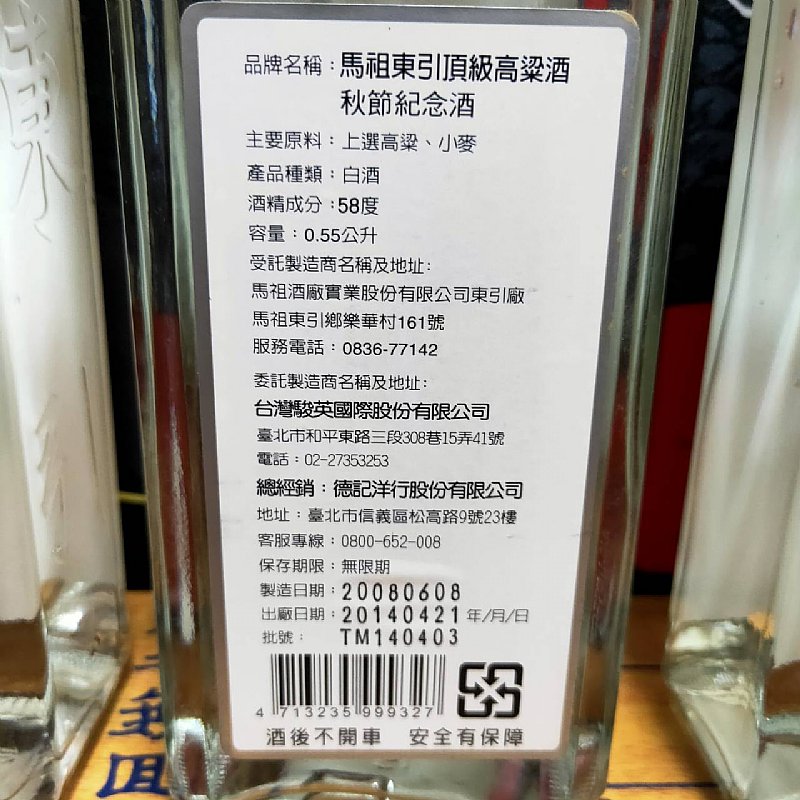 品牌名稱：馬祖東引頂級高粱酒
秋節紀念酒
主要原料：上選高粱、小麥
產品種類：白酒
酒精成分：58度
容量：0.55公升
受託製造商名稱及地址：
馬祖酒廠實業股份有限公司東引廠
馬祖東引鄉樂華村161號
服務電話：0836-77142
委託製造商名稱及地址：
台灣駿英國際股份有限公司
臺北市和平東路三段308巷15弄41號
電話：02-27353253
總經銷：德記洋行股份有限公司
地址：臺北市信義區松高路9號23樓
客服專線：0800-652-008
保存期限：無限期
製造日期：20080608
出廠日期：20140421 年/月/日
批號：TM140403
4 713235 999327
酒後不開車 安全有保障
東